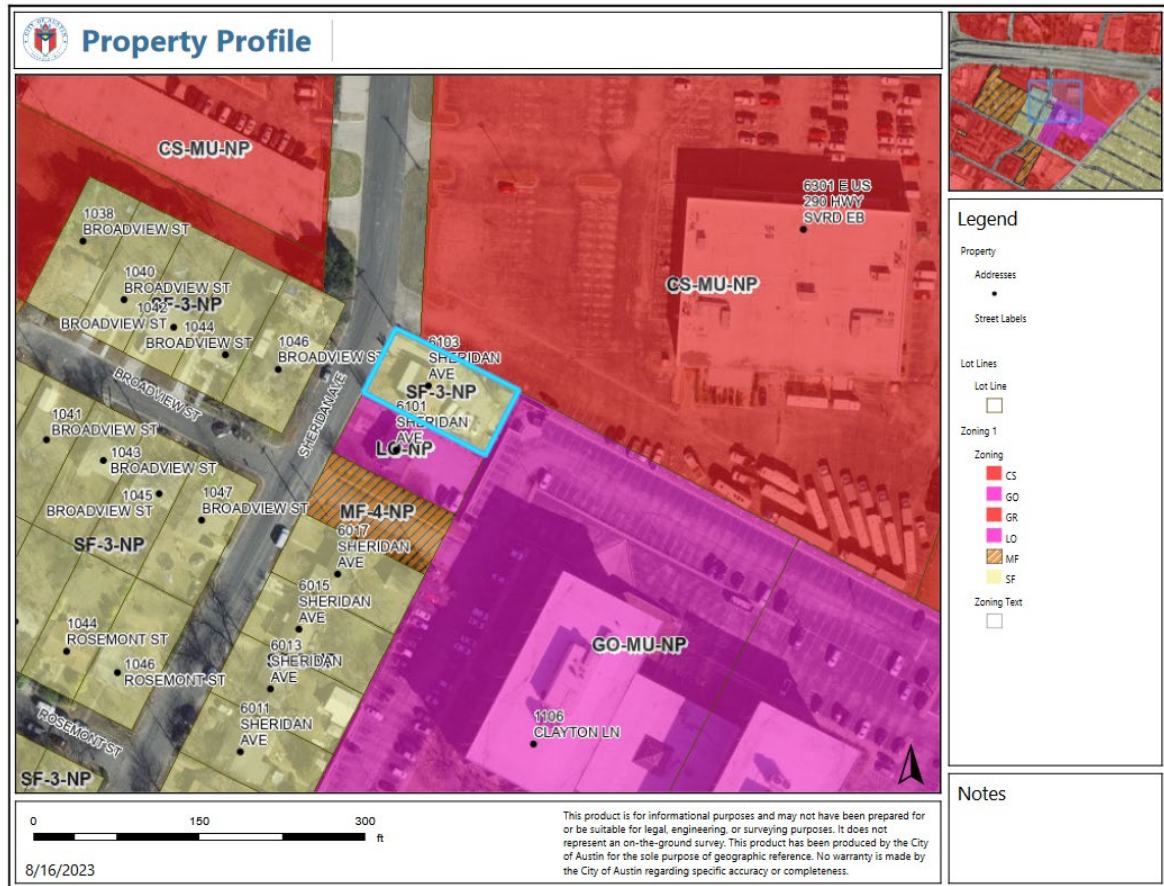 Property Profile
CS-MU-NP
1038
BROADVIEW ST
1040
BROADVIEW ST
SF-3-NP
1042
BROADVIEW ST
1044
BROADVIEW ST
1046
BROADVIEW ST
BROADVIEW ST
SHERIDAN AVE
6301 E US
290 HWY
SVRD EB
CS-MU-NP
6103
SHERIDAN
AVE
SF-3-NP
6101
SHERIDAN
AVE
LO-NP
1041
BROADVIEW ST
1043
BROADVIEW ST
1045
BROADVIEW ST
1047
BROADVIEW ST
SF-3-NP
MF-4-NP
6017
SHERIDAN
AVE
6015
SHERIDAN
AVE
6013
SHERIDAN
AVE
6011
SHERIDAN
AVE
1044
ROSEMONT ST
1046
ROSEMONT ST
ROSEMONT ST
SF-3-NP
GO-MU-NP
1106
CLAYTON LN
Legend
Property
Addresses
Street Labels
Lot Lines
Lot Line
Zoning 1
Zoning
CS
GO
GR
LO
MF
SF
Zoning Text
Notes
0 150 300
ft
8/16/2023
This product is for informational purposes and may not have been prepared for
or be suitable for legal, engineering, or surveying purposes. It does not
represent an on-the-ground survey. This product has been produced by the City
of Austin for the sole purpose of geographic reference. No warranty is made by
the City of Austin regarding specific accuracy or completeness.